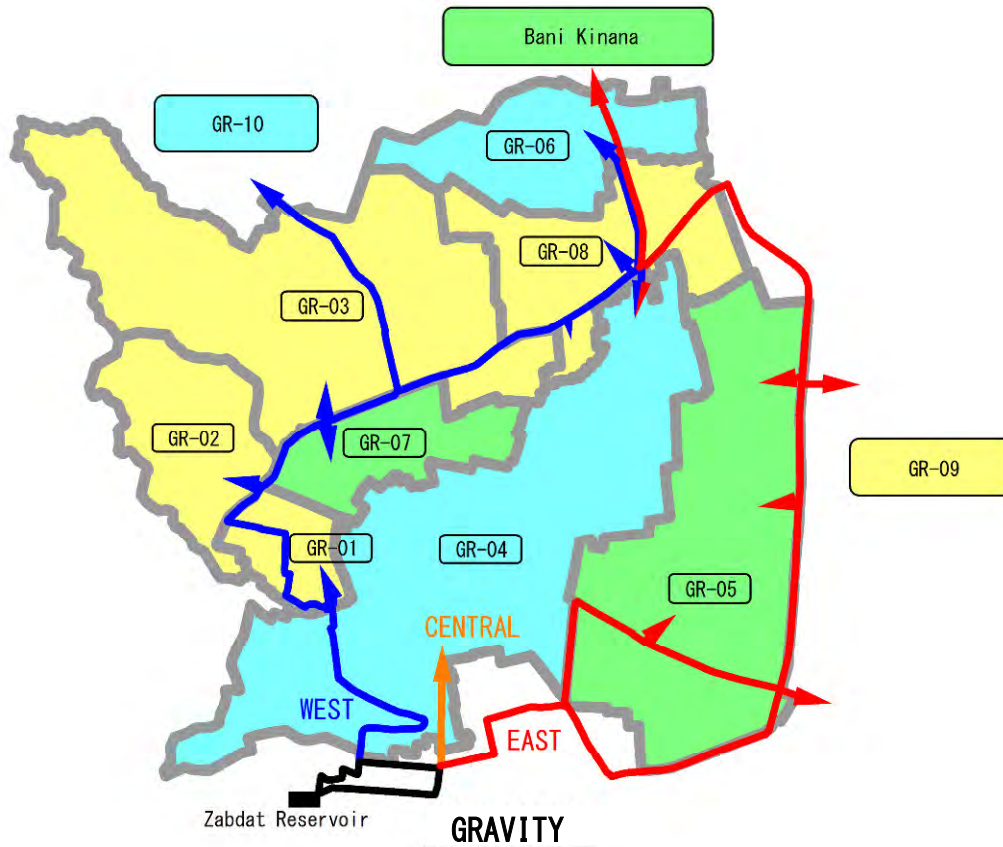 Bani Kinana
GR-10
GR-06
GR-08
GR-03
GR-02
GR-07
GR-09
GR-01
GR-04
GR-05
CENTRAL
WEST
EAST
Zabdat Reservoir
GRAVITY